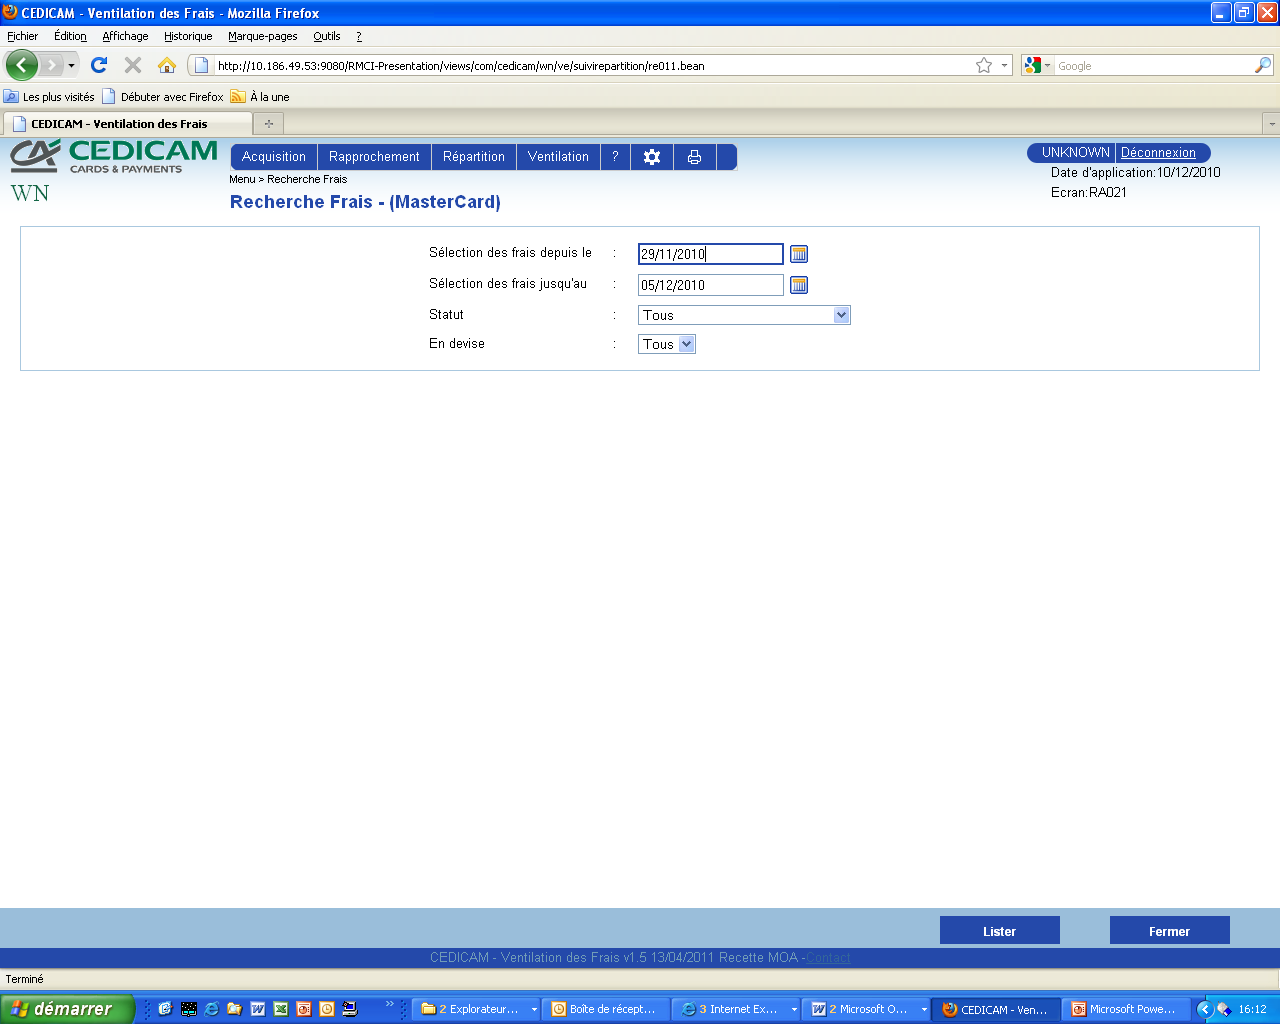 CEDICAM - Ventilation des Frais - Mozilla Firefox
Fichier Édition Affichage Historique Marque-pages Outils ?
http://10.186.49.53:9080/RMCI-Presentation/views/com/cedicam/wn/ve/suivirepartition/re011.bean
Google
Les plus visités Débuter avec Firefox À la une
CEDICAM - Ventilation des Frais
CEDICAM
CARDS & PAYMENTS
WN
Acquisition Rapprochement Répartition Ventilation ?
UNKNOWN Déconnexion
Menu > Recherche Frais
Date d'application:10/12/2010
Recherche Frais - (MasterCard)
Ecran:RA021
Sélection des frais depuis le : 29/11/2010
Sélection des frais jusqu'au : 05/12/2010
Statut : Tous
En devise : Tous
Lister Fermer
CEDICAM - Ventilation des Frais v1.5 13/04/2011 Recette MOA -Contact
Terminé
démarrer » 2 Explorateur... Boîte de récept... 3 Internet Ex... 2 Microsoft O... CEDICAM - Ven... Microsoft Powe... 16:12